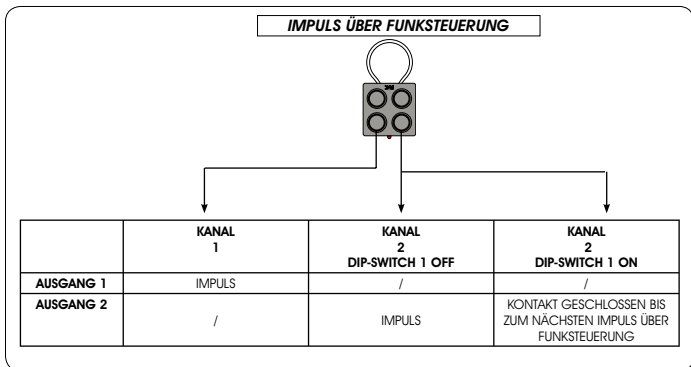 IMPULS ÜBER FUNKSTEUERUNG
KANAL
1
KANAL
2
DIP-SWITCH 1 OFF
KANAL
2
DIP-SWITCH 1 ON
AUSGANG 1
IMPULS
/
/
AUSGANG 2
/
IMPULS
KONTAKT GESCHLOSSEN BIS
ZUM NÄCHSTEN IMPULS ÜBER
FUNKSTEUERUNG